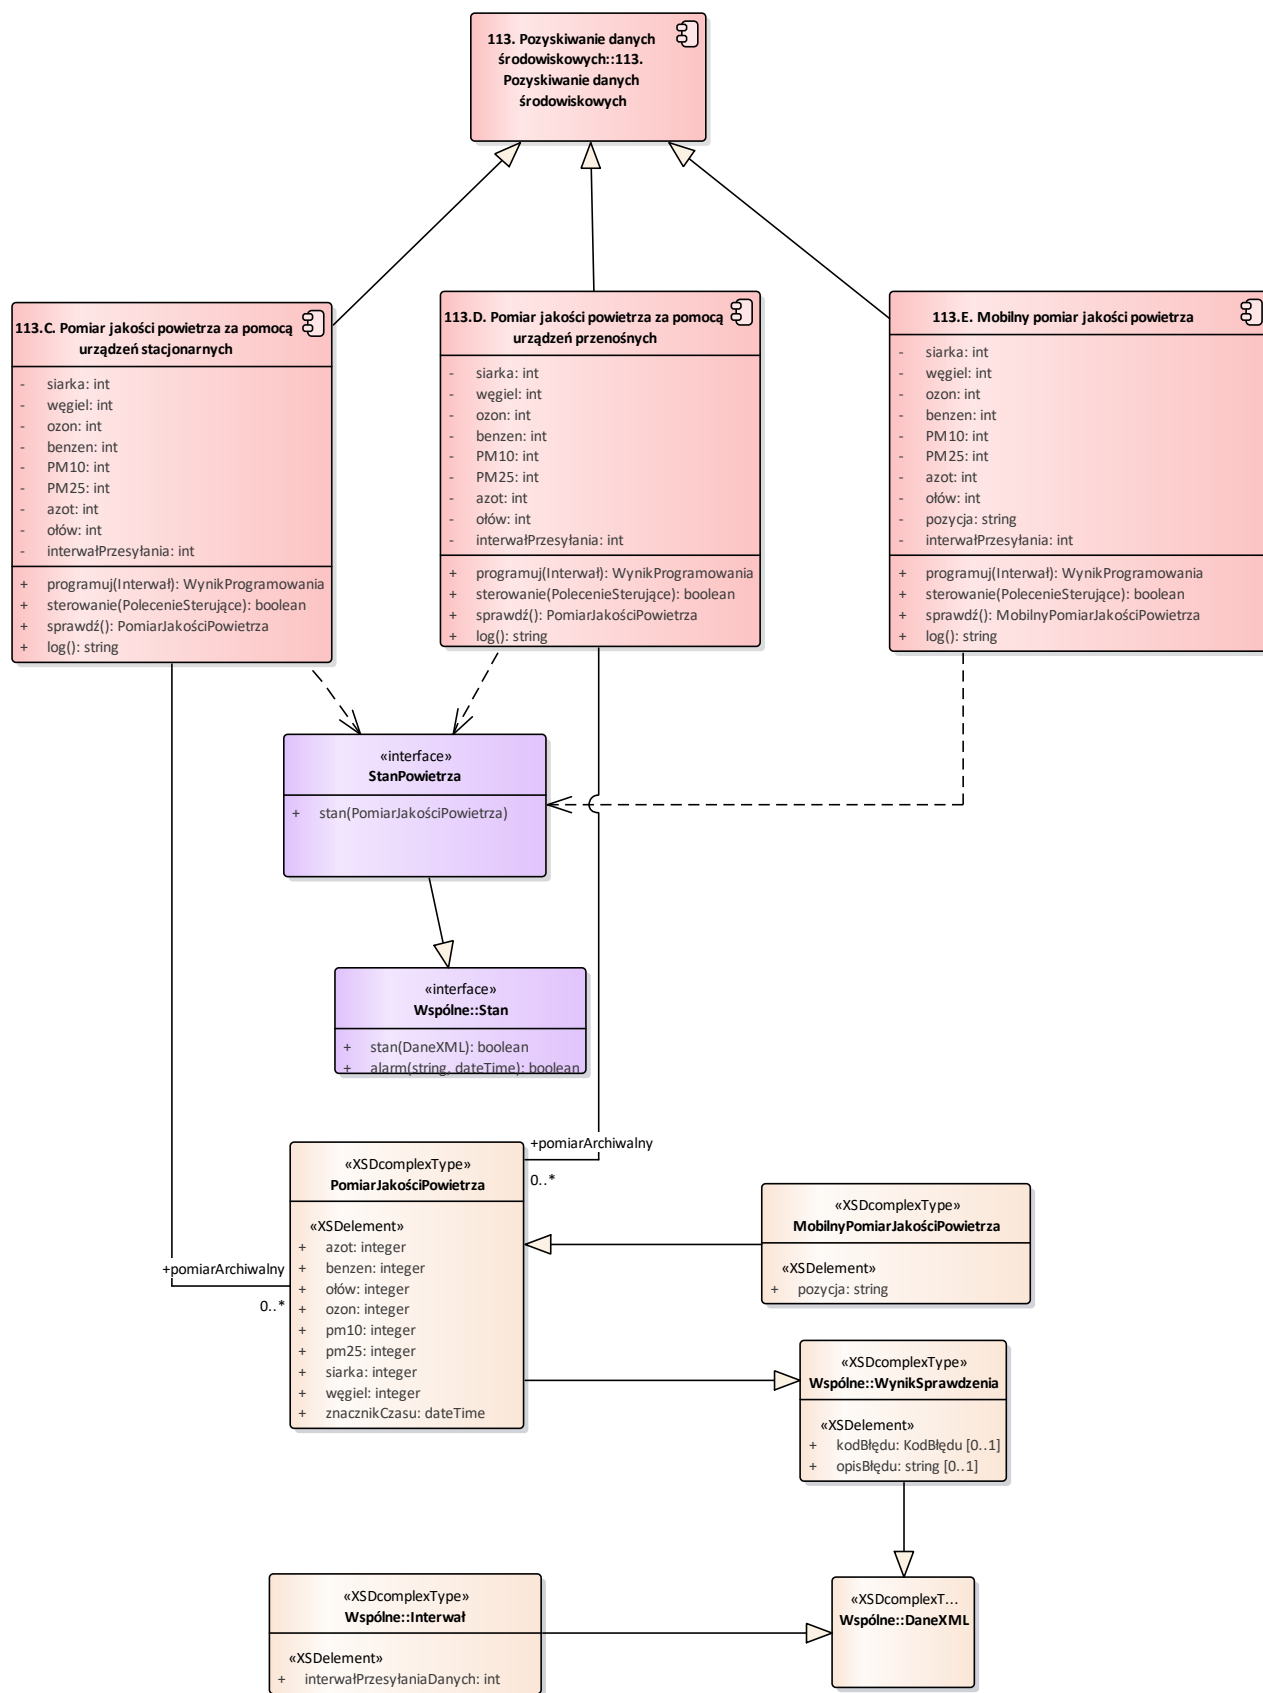 113. Pozyskiwanie danych
środowiskowych::113.
Pozyskiwanie danych
środowiskowych
113.C. Pomiar jakości powietrza za pomocą
urządzeń stacjonarnych
- siarka: int
- węgiel: int
- ozon: int
- benzen: int
- PM10: int
- PM25: int
- azot: int
- ołów: int
- interwałPrzesyłania: int
+ programuj(Interwał): WynikProgramowania
+ sterowanie(PolecenieSterujące): boolean
+ sprawdź(): PomiarJakościPowietrza
+ log(): string
113.D. Pomiar jakości powietrza za pomocą
urządzeń przenośnych
- siarka: int
- węgiel: int
- ozon: int
- benzen: int
- PM10: int
- PM25: int
- azot: int
- ołów: int
- interwałPrzesyłania: int
+ programuj(Interwał): WynikProgramowania
+ sterowanie(PolecenieSterujące): boolean
+ sprawdź(): PomiarJakościPowietrza
+ log(): string
113.E. Mobilny pomiar jakości powietrza
- siarka: int
- węgiel: int
- ozon: int
- benzen: int
- PM10: int
- PM25: int
- azot: int
- ołów: int
- pozycja: string
- interwałPrzesyłania: int
+ programuj(Interwał): WynikProgramowania
+ sterowanie(PolecenieSterujące): boolean
+ sprawdź(): MobilnyPomiarJakościPowietrza
+ log(): string
«interface»
StanPowietrza
+ stan(PomiarJakościPowietrza)
«interface»
Wspólne::Stan
+ stan(DaneXML): boolean
+ alarm(string, dateTime): boolean
+pomiarArchiwalny
0..*
«XSDcomplexType»
PomiarJakościPowietrza
«XSDelement»
+ azot: integer
+ benzen: integer
+ ołów: integer
+ ozon: integer
+ pm10: integer
+ pm25: integer
+ siarka: integer
+ węgiel: integer
+ znacznikCzasu: dateTime
+pomiarArchiwalny
0..*
«XSDcomplexType»
MobilnyPomiarJakościPowietrza
«XSDelement»
+ pozycja: string
«XSDcomplexType»
Wspólne::WynikSprawdzenia
«XSDelement»
+ kodBłędu: KodBłędu [0..1]
+ opisBłędu: string [0..1]
«XSDcomplexType»
Wspólne::Interwał
«XSDelement»
+ interwałPrzesyłaniaDanych: int
«XSDcomplexT...
Wspólne::DaneXML